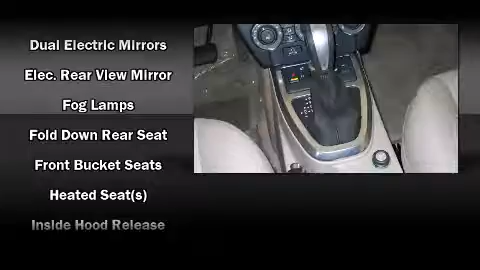 Dual Electric Mirrors
Elec. Rear View Mirror
Fog Lamps
Fold Down Rear Seat
Front Bucket Seats
Heated Seat(s)
Inside Hood Release